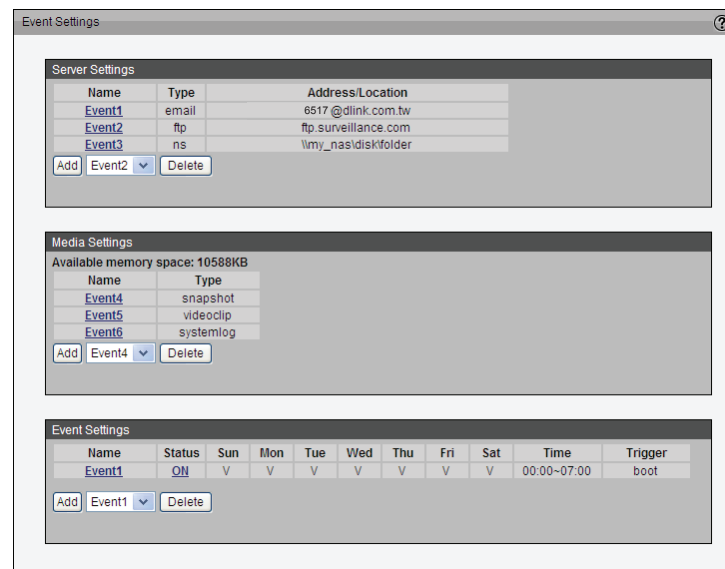 Event Settings
Server Settings
Name Type Address/Location
Event1 email 6517 @dlink.com.tw
Event2 ftp ftp.surveillance.com
Event3 ns \\my_nas\disk\folder
Add Event2 Delete
Media Settings
Available memory space: 10588KB
Name Type
Event4 snapshot
Event5 videoclip
Event6 systemlog
Add Event4 Delete
Event Settings
Name Status Sun Mon Tue Wed Thu Fri Sat Time Trigger
Event1 ON V V V V V V V 00:00~07:00 boot
Add Event1 Delete